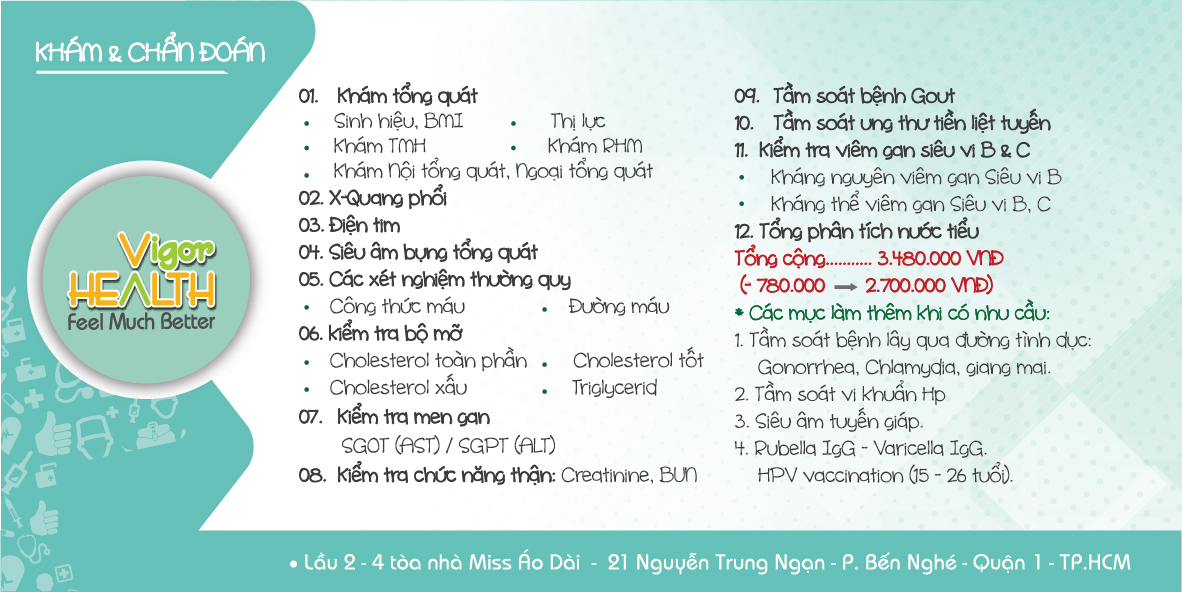 KHÁM & CHẨN ĐOÁN
Vigor
HEALTH
Feel Much Better
01. Khám tổng quát
• Sinh hiệu, BMI • Thị lực
• Khám TMH • Khám RHM
• Khám Nội tổng quát, Ngoại tổng quát
02. X-Quang phổi
03. Điện tim
04. Siêu âm bụng tổng quát
05. Các xét nghiệm thường quy
• Công thức máu • Đường máu
06. kiểm tra bộ mỡ
• Cholesterol toàn phần • Cholesterol tốt
• Cholesterol xấu • Triglycerid
07. Kiểm tra men gan
SGOT (AST) / SGPT (ALT)
08. Kiểm tra chức năng thận: Creatinine, BUN
09. Tầm soát bệnh Gout
10. Tầm soát ung thư tiền liệt tuyến
11. Kiểm tra viêm gan siêu vi B & C
• Kháng nguyên viêm gan Siêu vi B
• Kháng thể viêm gan Siêu vi B, C
12. Tổng phân tích nước tiểu
Tổng cộng........... 3.480.000 VNĐ
(- 780.000 → 2.700.000 VNĐ)
* Các mục làm thêm khi có nhu cầu:
1. Tầm soát bệnh lây qua đường tình dục:
Gonorrhea, Chlamydia, giang mai.
2. Tầm soát vi khuẩn Hp
3. Siêu âm tuyến giáp.
4. Rubella IgG - Varicella IgG.
HPV vaccination (15 - 26 tuổi).
• Lầu 2 - 4 tòa nhà Miss Áo Dài - 21 Nguyễn Trung Ngạn - P. Bến Nghé - Quận 1 - TP.HCM